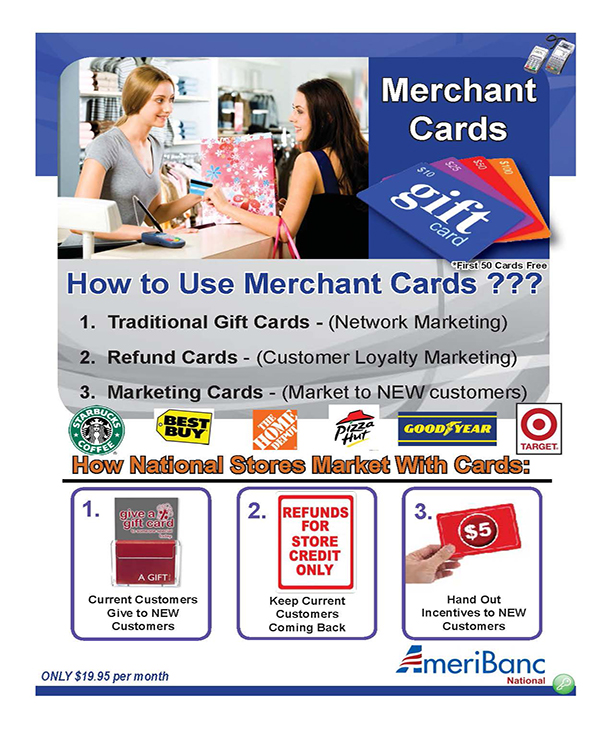 Merchant
Cards
$10
$25
$50
$100
gift
card
*First 50 Cards Free
How to Use Merchant Cards ???
1. Traditional Gift Cards - (Network Marketing)
2. Refund Cards - (Customer Loyalty Marketing)
3. Marketing Cards - (Market to NEW customers)
STARBUCKS
COFFEE
BEST
BUY
THE
HOME
DEPOT
Pizza
Hut
GOODYEAR
TARGET.
How National Stores Market With Cards:
1.
give a
gift card
A GIFT
Current Customers
Give to NEW
Customers
2.
REFUNDS
FOR
STORE
CREDIT
ONLY
Keep Current
Customers
Coming Back
3.
$5
Hand Out
Incentives to NEW
Customers
AmeriBanc
National
ONLY $19.95 per month